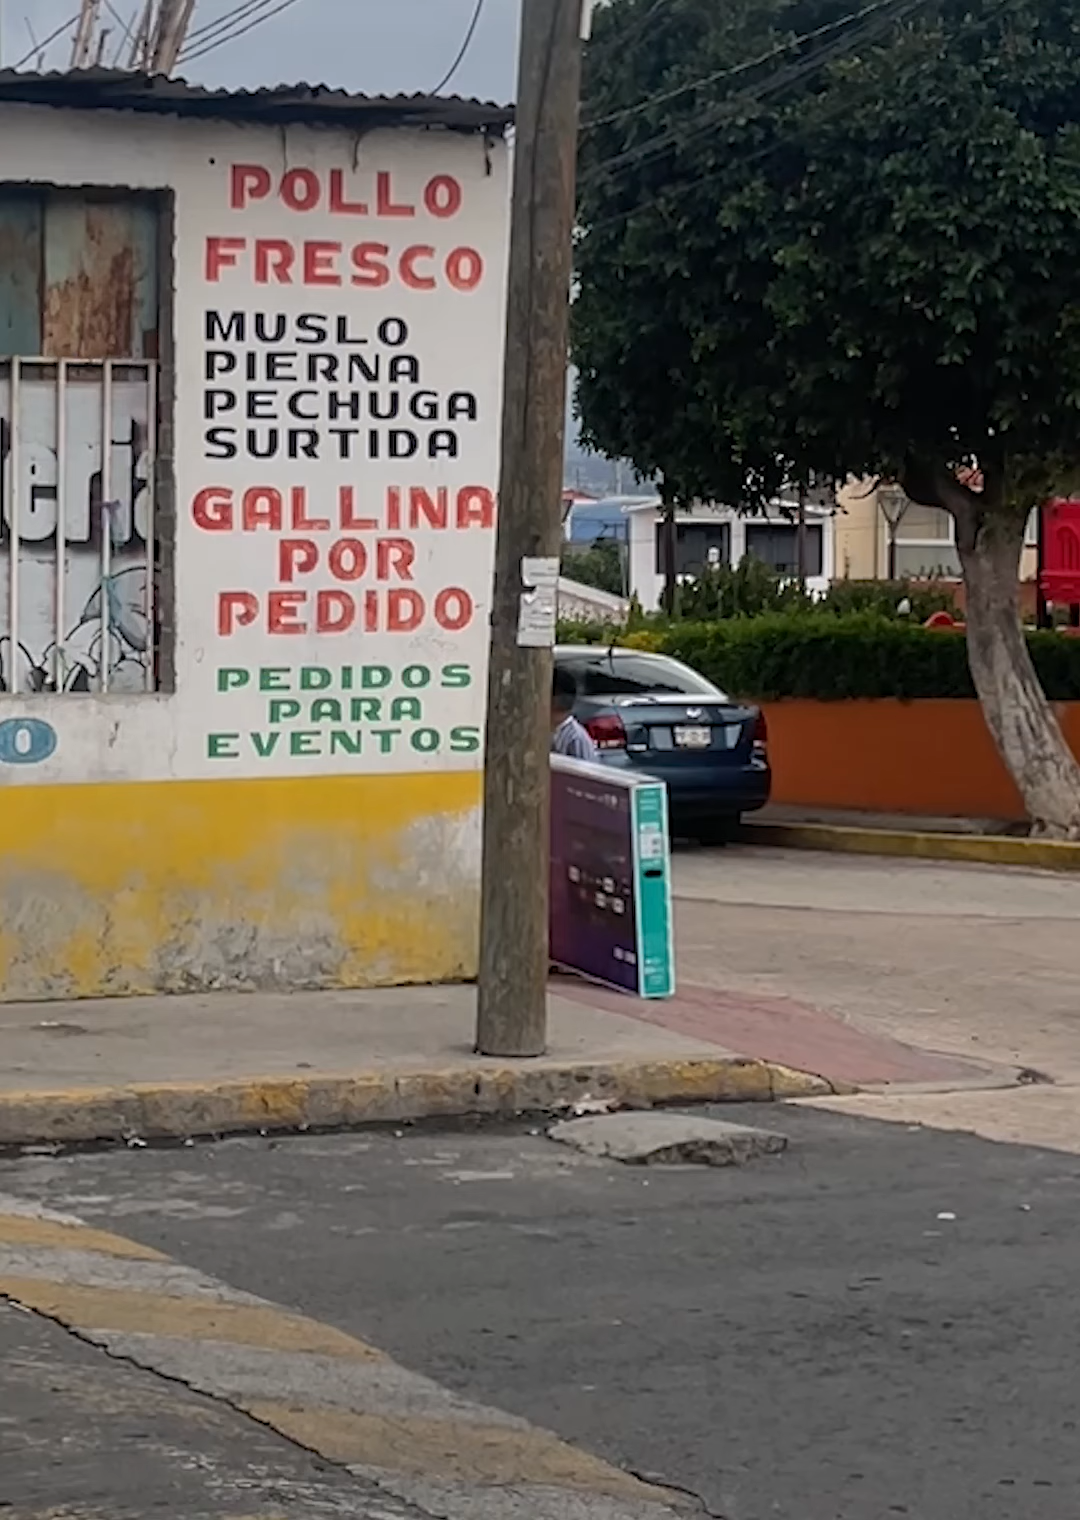 POLLO
FRESCO
MUSLO
PIERNA
PECHUGA
SURTIDA
GALLINA
POR
PEDIDO
PEDIDOS
PARA
EVENTOS